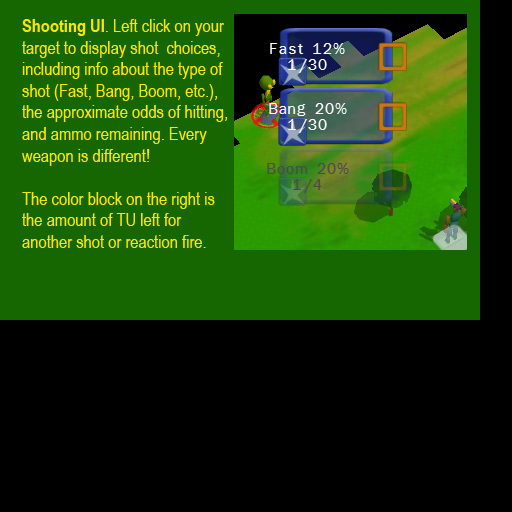 Shooting UI. Left click on your
target to display shot choices,
including info about the type of
shot (Fast, Bang, Boom, etc.),
the approximate odds of hitting,
and ammo remaining. Every
weapon is different!
The color block on the right is
the amount of TU left for
another shot or reaction fire.
Fast 12%
1/30
Bang 20%
1/30
Boom 20%
1/4